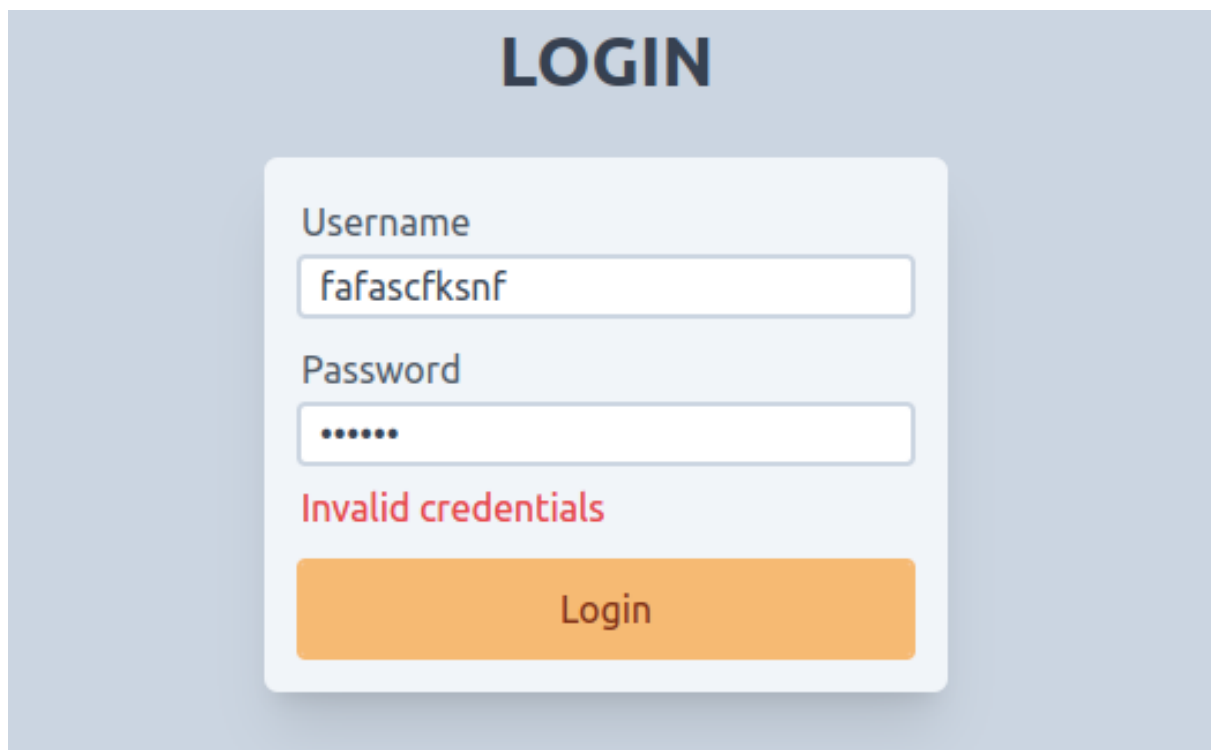 LOGIN
Username
fafascfksnf
Password
••••••
Invalid credentials
Login